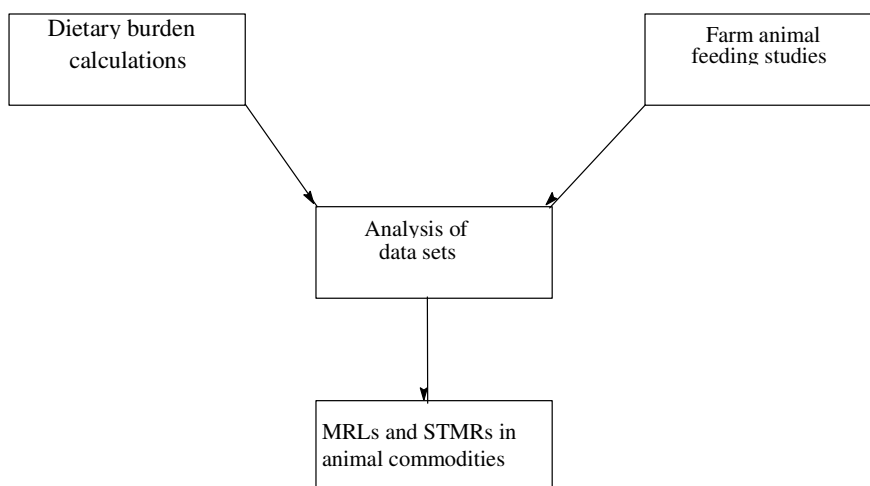 Dietary burden
calculations
Farm animal
feeding studies
Analysis of
data sets
MRLs and STMRs in
animal commodities